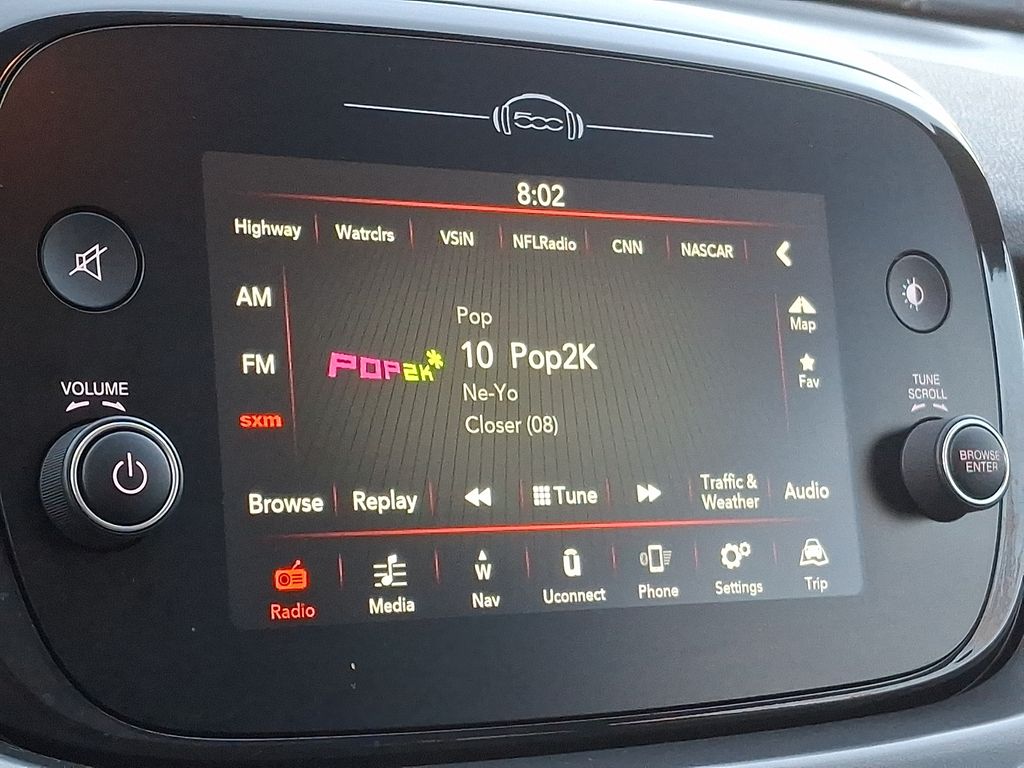 500
8:02
Highway Watrclrs VSiN NFLRadio CNN NASCAR
AM
FM
sxm
Pop
POP2K*
10 Pop2K
Ne-Yo
Closer (08)
Map
Fav
VOLUME
TUNE
SCROLL
BROWSE
ENTER
Browse Replay Tune Traffic &
Weather Audio
Radio Media W Nav Uconnect Phone Settings Trip